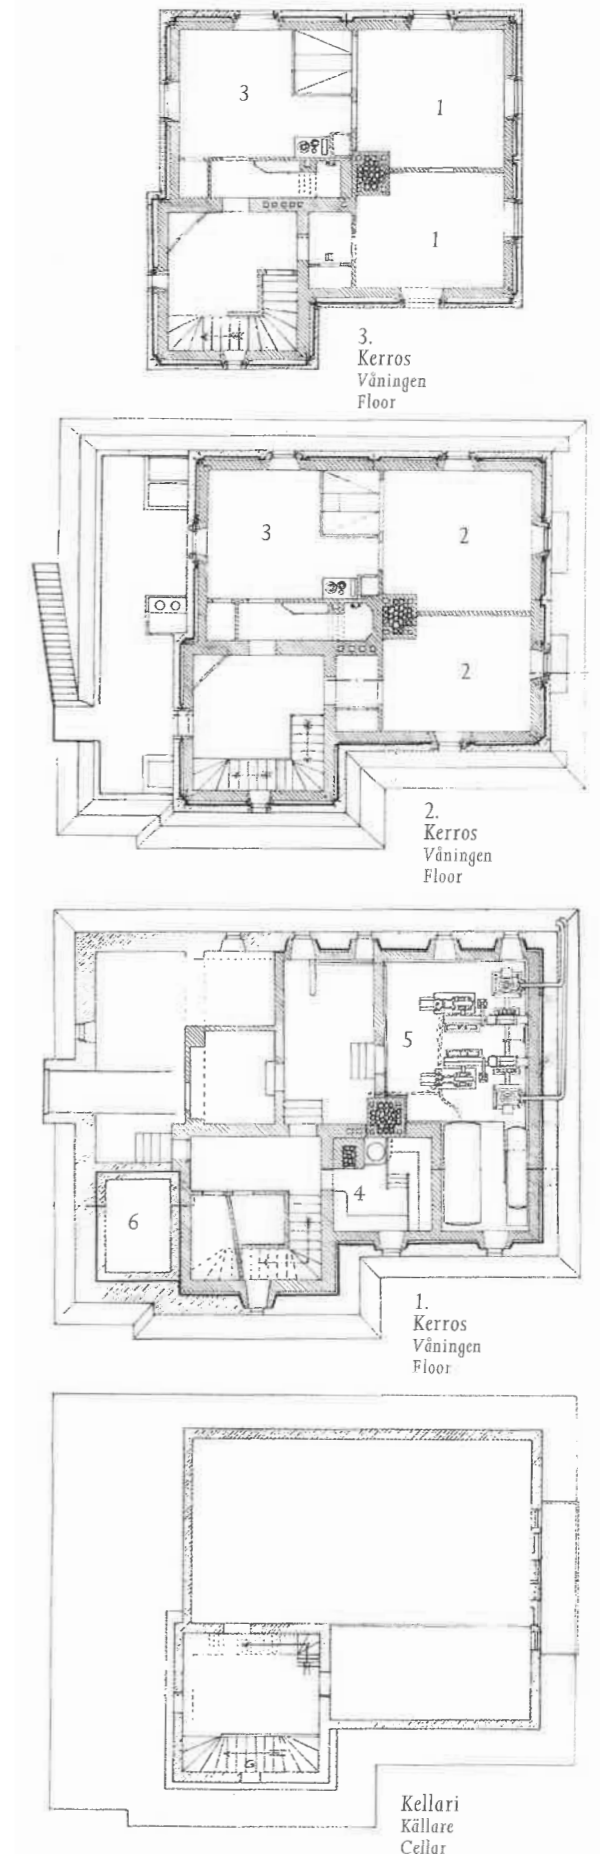 3
1
1
3.
Kerros
Våningen
Floor
3
2
2
2.
Kerros
Våningen
Floor
5
4
6
1.
Kerros
Våningen
Floor
Kellari
Källare
Cellar